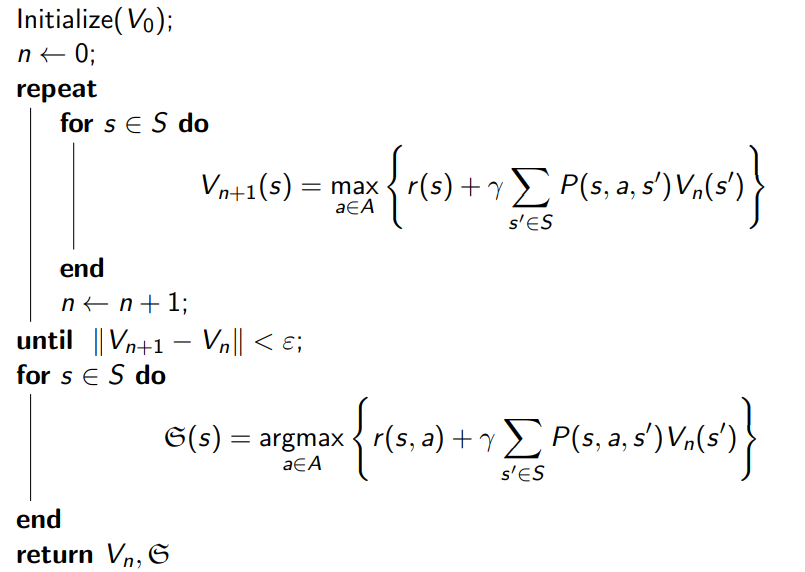 Initialize(V₀);
n ← 0;
repeat
for s ∈ S do
Vₙ₊₁(s) = max_{a∈A} { r(s) + γ ∑_{s′∈S} P(s, a, s′)Vₙ(s′) }
end
n ← n + 1;
until ‖Vₙ₊₁ − Vₙ‖ < ε;
for s ∈ S do
𝔖(s) = argmax_{a∈A} { r(s, a) + γ ∑_{s′∈S} P(s, a, s′)Vₙ(s′) }
end
return Vₙ, 𝔖